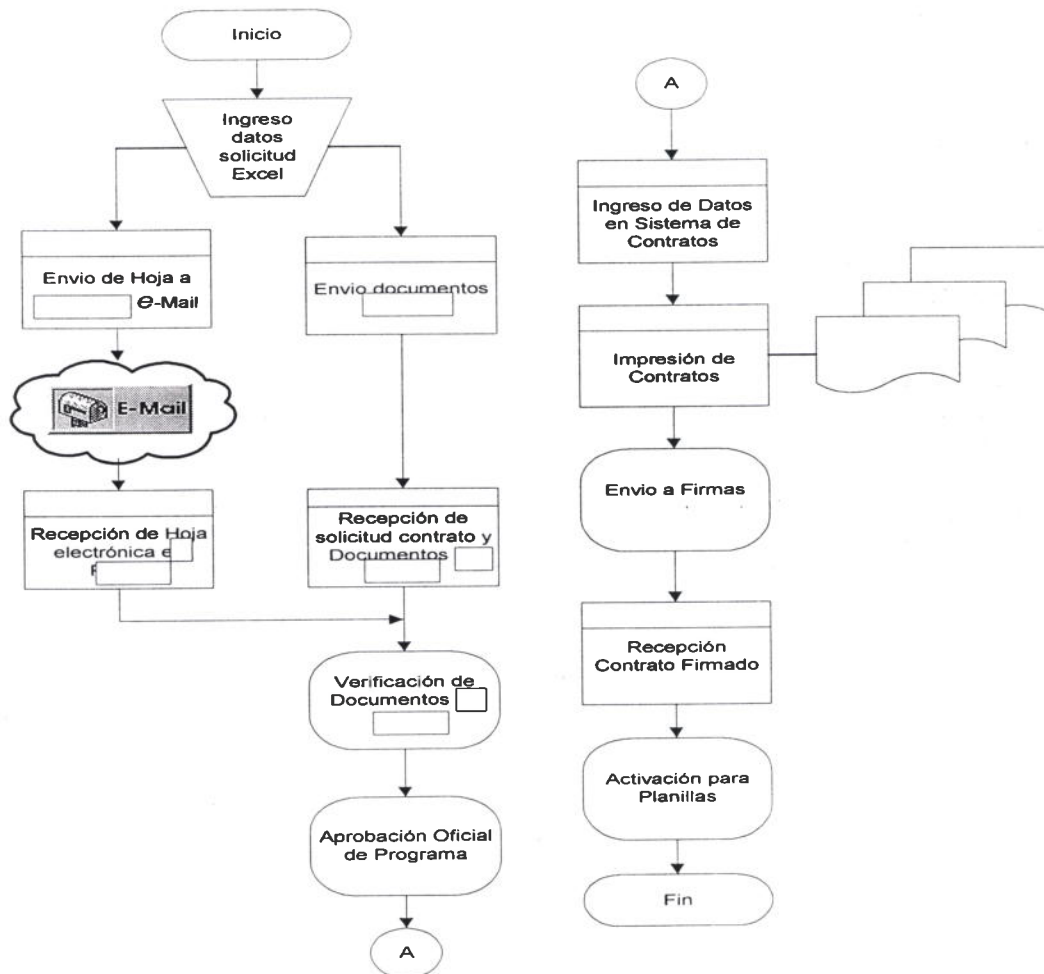 Inicio
Ingreso
datos
solicitud
Excel
Envio de Hoja a
e-Mail
Envio documentos
E-Mail
Recepción de Hoja
electrónica e
Recepción de
solicitud contrato y
Documentos
Verificación de
Documentos
Aprobación Oficial
de Programa
A
A
Ingreso de Datos
en Sistema de
Contratos
Impresión de
Contratos
Envio a Firmas
Recepción
Contrato Firmado
Activación para
Planillas
Fin